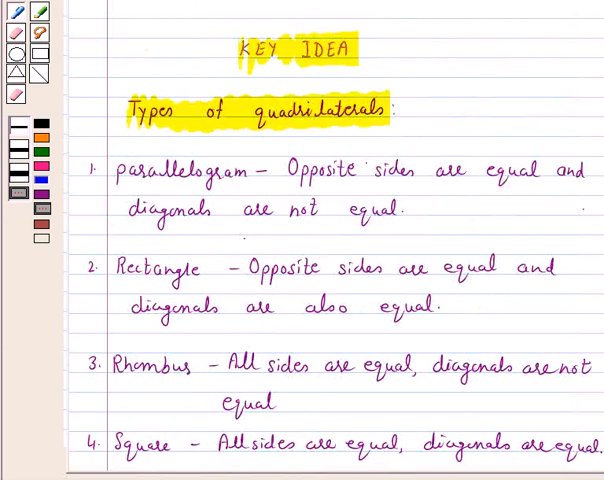 KEY IDEA
Types of quadrilaterals:
1. parallelogram - Opposite sides are equal and
diagonals are not equal.
2. Rectangle - Opposite sides are equal and
diagonals are also equal.
3. Rhombus - All sides are equal, diagonals are not
equal
4. Square - All sides are equal, diagonals are equal.